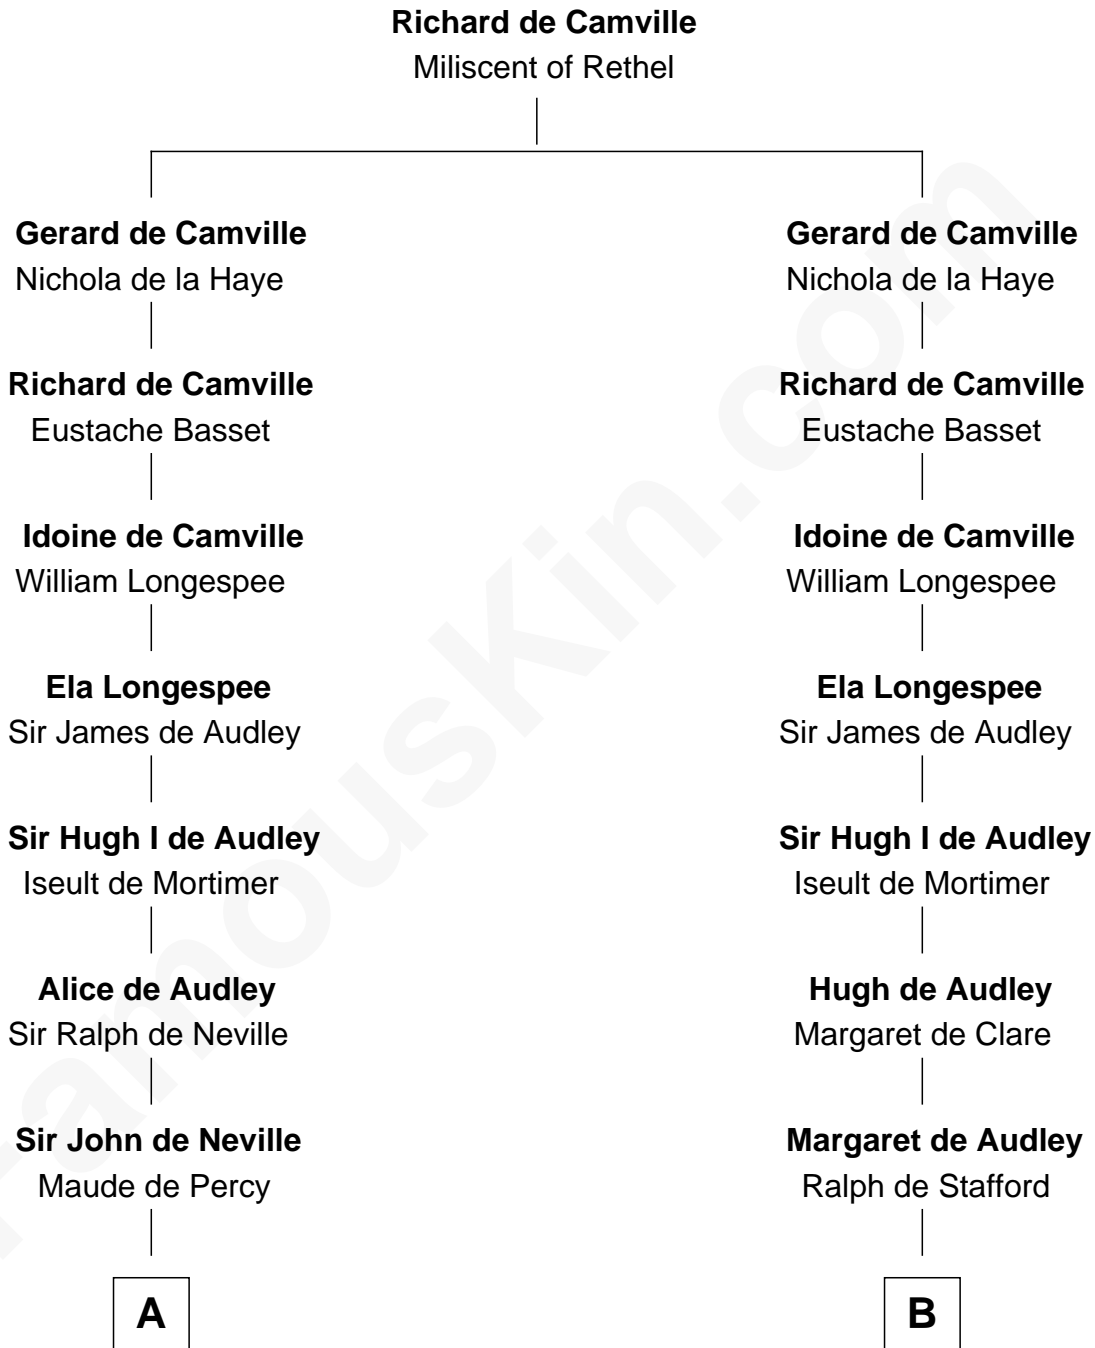 Richard de Camville
Miliscent of Rethel
Gerard de Camville
Nichola de la Haye
Richard de Camville
Eustache Basset
Idoine de Camville
William Longespee
Ela Longespee
Sir James de Audley
Sir Hugh I de Audley
Iseult de Mortimer
Alice de Audley
Sir Ralph de Neville
Sir John de Neville
Maude de Percy
A
Gerard de Camville
Nichola de la Haye
Richard de Camville
Eustache Basset
Idoine de Camville
William Longespee
Ela Longespee
Sir James de Audley
Sir Hugh I de Audley
Iseult de Mortimer
Hugh de Audley
Margaret de Clare
Margaret de Audley
Ralph de Stafford
B
FamousKin.com